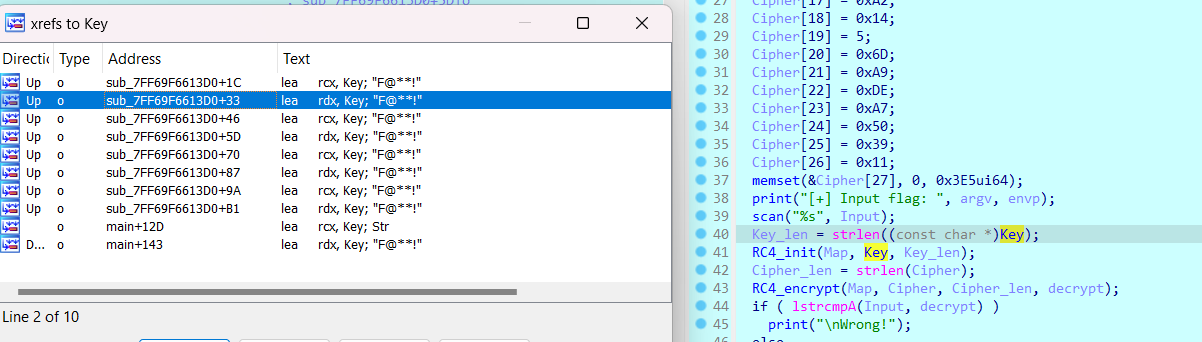 xrefs to Key
Directic Type Address Text
Up o sub_7FF69F6613D0+1C lea rcx, Key; "F@**!"
Up o sub_7FF69F6613D0+33 lea rdx, Key; "F@**!"
Up o sub_7FF69F6613D0+46 lea rcx, Key; "F@**!"
Up o sub_7FF69F6613D0+5D lea rdx, Key; "F@**!"
Up o sub_7FF69F6613D0+70 lea rcx, Key; "F@**!"
Up o sub_7FF69F6613D0+87 lea rdx, Key; "F@**!"
Up o sub_7FF69F6613D0+9A lea rcx, Key; "F@**!"
Up o sub_7FF69F6613D0+B1 lea rdx, Key; "F@**!"
o main+12D lea rcx, Key; Str
D... o main+143 lea rdx, Key; "F@**!"
Line 2 of 10
27 Cipher[17] = 0xA2;
28 Cipher[18] = 0x14;
29 Cipher[19] = 5;
30 Cipher[20] = 0x6D;
31 Cipher[21] = 0xA9;
32 Cipher[22] = 0xDE;
33 Cipher[23] = 0xA7;
34 Cipher[24] = 0x50;
35 Cipher[25] = 0x39;
36 Cipher[26] = 0x11;
37 memset(&Cipher[27], 0, 0x3E5ui64);
38 print("[+] Input flag: ", argv, envp);
39 scan("%s", Input);
40 Key_len = strlen((const char *)Key);
41 RC4_init(Map, Key, Key_len);
42 Cipher_len = strlen(Cipher);
43 RC4_encrypt(Map, Cipher, Cipher_len, decrypt);
44 if ( lstrcmpA(Input, decrypt) )
45 print("\nWrong!");
else